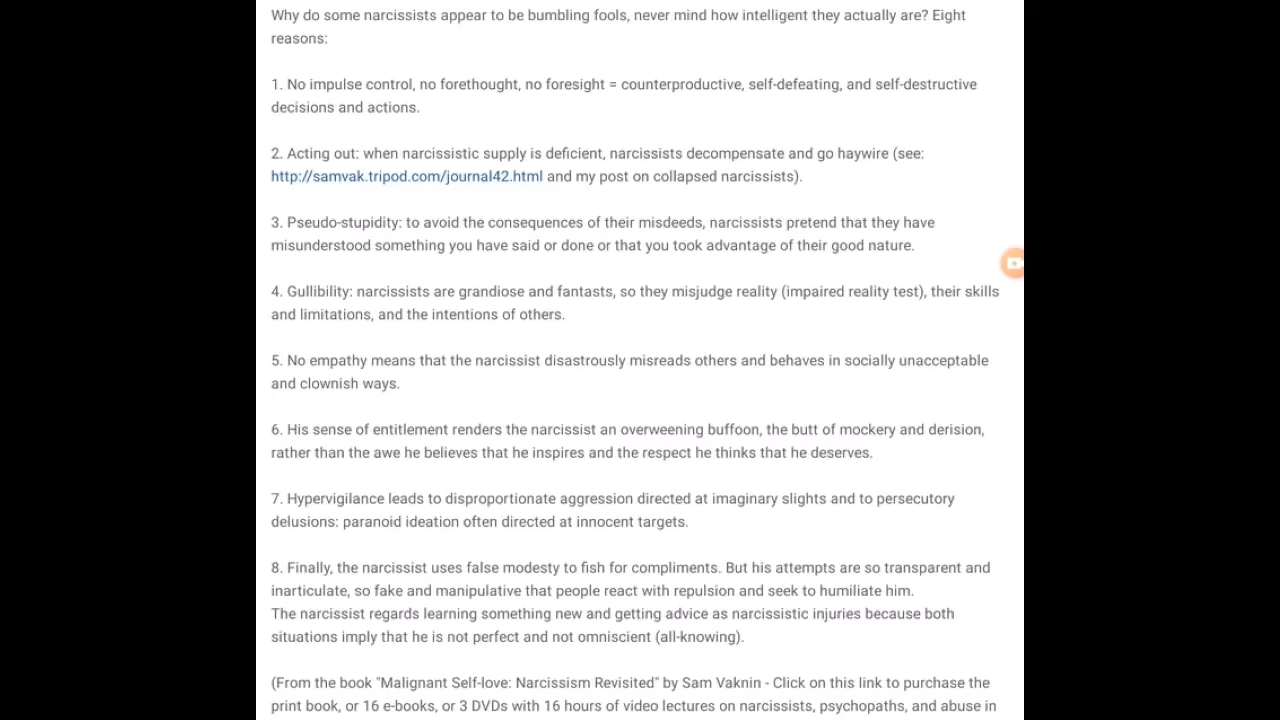 Why do some narcissists appear to be bumbling fools, never mind how intelligent they actually are? Eight
reasons:
1. No impulse control, no forethought, no foresight = counterproductive, self-defeating, and self-destructive
decisions and actions.
2. Acting out: when narcissistic supply is deficient, narcissists decompensate and go haywire (see:
http://samvak.tripod.com/journal42.html and my post on collapsed narcissists).
3. Pseudo-stupidity: to avoid the consequences of their misdeeds, narcissists pretend that they have
misunderstood something you have said or done or that you took advantage of their good nature.
4. Gullibility: narcissists are grandiose and fantasts, so they misjudge reality (impaired reality test), their skills
and limitations, and the intentions of others.
5. No empathy means that the narcissist disastrously misreads others and behaves in socially unacceptable
and clownish ways.
6. His sense of entitlement renders the narcissist an overweening buffoon, the butt of mockery and derision,
rather than the awe he believes that he inspires and the respect he thinks that he deserves.
7. Hypervigilance leads to disproportionate aggression directed at imaginary slights and to persecutory
delusions: paranoid ideation often directed at innocent targets.
8. Finally, the narcissist uses false modesty to fish for compliments. But his attempts are so transparent and
inarticulate, so fake and manipulative that people react with repulsion and seek to humiliate him.
The narcissist regards learning something new and getting advice as narcissistic injuries because both
situations imply that he is not perfect and not omniscient (all-knowing).
(From the book "Malignant Self-love: Narcissism Revisited" by Sam Vaknin - Click on this link to purchase the
print book, or 16 e-books, or 3 DVDs with 16 hours of video lectures on narcissists, psychopaths, and abuse in